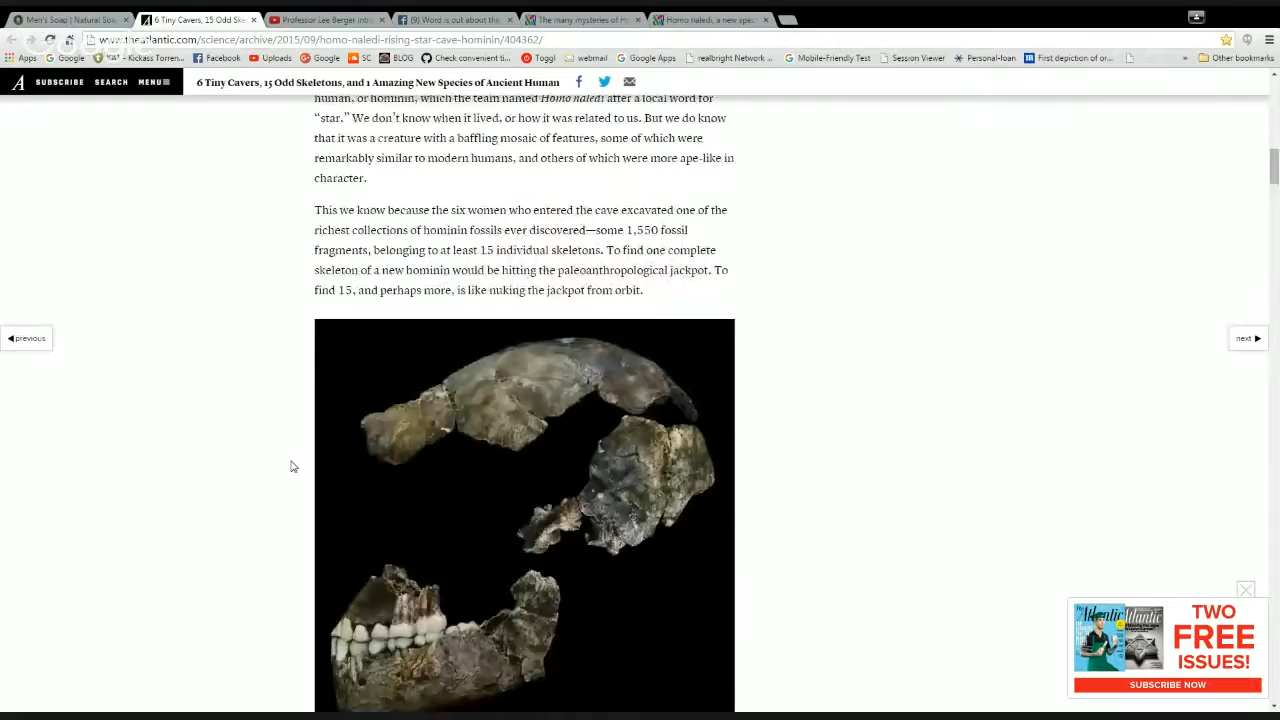 Men's Soap | Natural Soa
6 Tiny Cavers, 15 Odd Ske
Professor Lee Berger intr
(9) Word is out about the
The many mysteries of H
Homo naledi, a new spec
www.theatlantic.com/science/archive/2015/09/homo-naledi-rising-star-cave-hominin/404362/
Apps Google Kickass Torren... Facebook Uploads Google SC BLOG Check convenient ti... Toggl webmail Google Apps realbright Network ... Mobile-Friendly Test Session Viewer Personal-loan First depiction of or... » Other bookmarks
A SUBSCRIBE SEARCH MENU 6 Tiny Cavers, 15 Odd Skeletons, and 1 Amazing New Species of Ancient Human
human, or hominin, which the team named Homo naledi after a local word for
“star.” We don’t know when it lived, or how it was related to us. But we do know
that it was a creature with a baffling mosaic of features, some of which were
remarkably similar to modern humans, and others of which were more ape-like in
character.
This we know because the six women who entered the cave excavated one of the
richest collections of hominin fossils ever discovered—some 1,550 fossil
fragments, belonging to at least 15 individual skeletons. To find one complete
skeleton of a new hominin would be hitting the paleoanthropological jackpot. To
find 15, and perhaps more, is like nuking the jackpot from orbit.
previous
next
The Atlantic
Atlantic
TWO
FREE
ISSUES!
SUBSCRIBE NOW